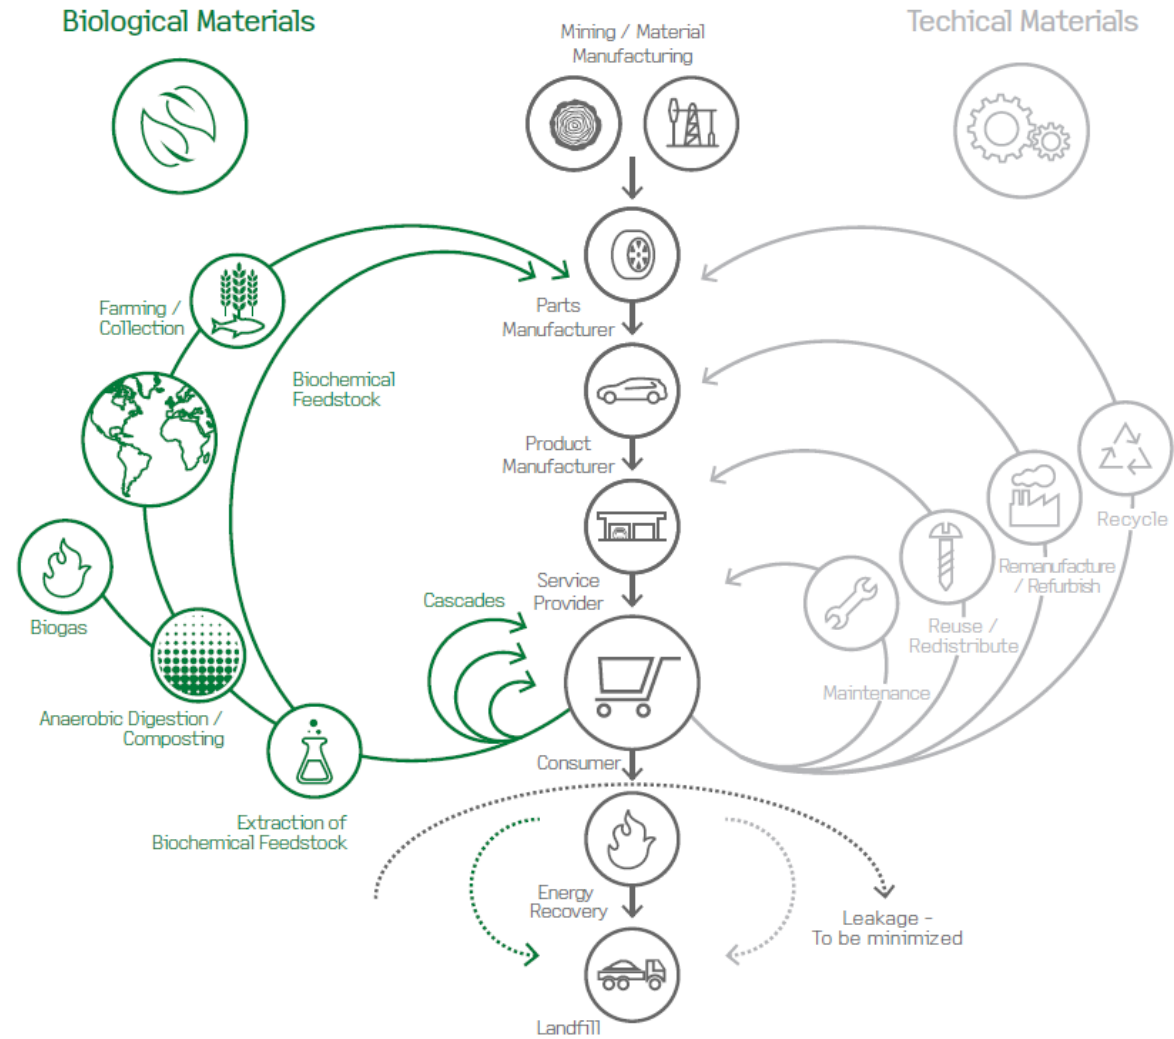 Biological Materials
Mining / Material
Manufacturing
Techical Materials
Farming /
Collection
Biochemical
Feedstock
Parts
Manufacturer
Product
Manufacturer
Service
Provider
Cascades
Biogas
Anaerobic Digestion /
Composting
Extraction of
Biochemical Feedstock
Recycle
Remanufacture
/ Refurbish
Reuse /
Redistribute
Maintenance
Consumer
Energy
Recovery
Leakage -
To be minimized
Landfill